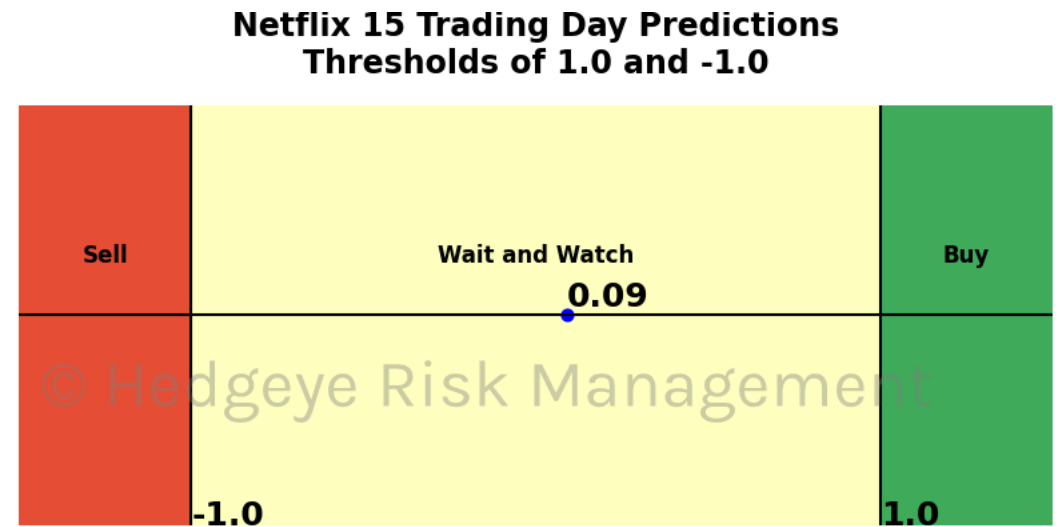 Netflix 15 Trading Day Predictions
Thresholds of 1.0 and -1.0
Sell
Wait and Watch
Buy
0.09
© Hedgeye Risk Management
-1.0
1.0